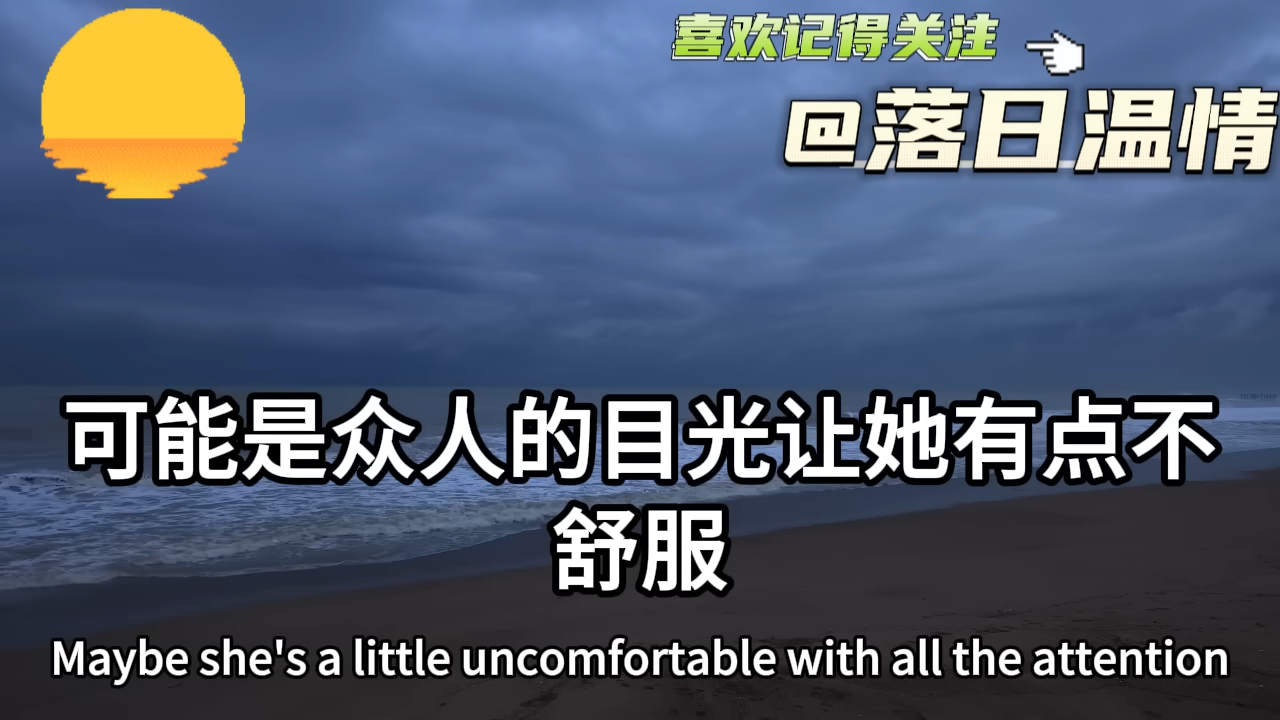 喜欢记得关注
@落日温情
可能是众人的目光让她有点不
舒服
Maybe she's a little uncomfortable with all the attention